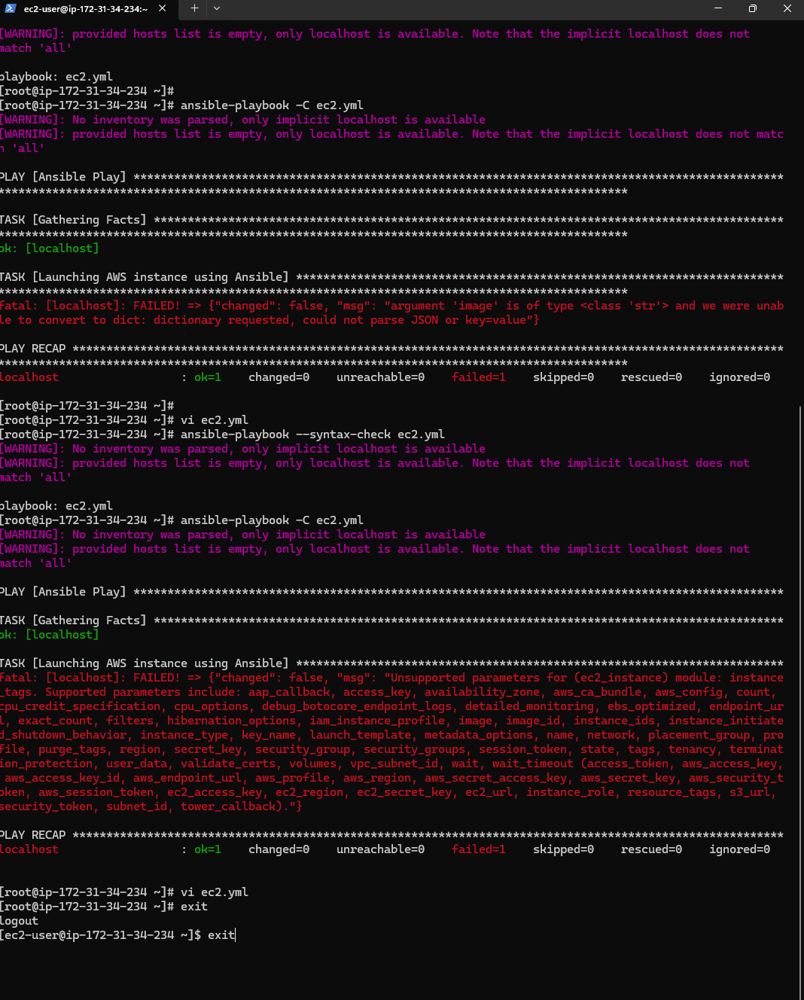 ec2-user@ip-172-31-34-234:~
[WARNING]: provided hosts list is empty, only localhost is available. Note that the implicit localhost does not
match 'all'
playbook: ec2.yml
[root@ip-172-31-34-234 ~]#
[root@ip-172-31-34-234 ~]# ansible-playbook -C ec2.yml
[WARNING]: No inventory was parsed, only implicit localhost is available
[WARNING]: provided hosts list is empty, only localhost is available. Note that the implicit localhost does not matc
h 'all'
PLAY [Ansible Play] ************************************************************************************************
*********************************************************************************************
TASK [Gathering Facts] *********************************************************************************************
*********************************************************************************************
ok: [localhost]
TASK [Launching AWS instance using Ansible] ************************************************************************
*********************************************************************************************
fatal: [localhost]: FAILED! => {"changed": false, "msg": "argument 'image' is of type <class 'str'> and we were unab
le to convert to dict: dictionary requested, could not parse JSON or key=value"}
PLAY RECAP *********************************************************************************************************
*********************************************************************************************
localhost                  : ok=1    changed=0    unreachable=0    failed=1    skipped=0    rescued=0    ignored=0
[root@ip-172-31-34-234 ~]#
[root@ip-172-31-34-234 ~]# vi ec2.yml
[root@ip-172-31-34-234 ~]# ansible-playbook --syntax-check ec2.yml
[WARNING]: No inventory was parsed, only implicit localhost is available
[WARNING]: provided hosts list is empty, only localhost is available. Note that the implicit localhost does not
match 'all'
playbook: ec2.yml
[root@ip-172-31-34-234 ~]# ansible-playbook -C ec2.yml
[WARNING]: No inventory was parsed, only implicit localhost is available
[WARNING]: provided hosts list is empty, only localhost is available. Note that the implicit localhost does not
match 'all'
PLAY [Ansible Play] ************************************************************************************************
TASK [Gathering Facts] *********************************************************************************************
ok: [localhost]
TASK [Launching AWS instance using Ansible] ************************************************************************
fatal: [localhost]: FAILED! => {"changed": false, "msg": "Unsupported parameters for (ec2_instance) module: instance
_tags. Supported parameters include: aap_callback, access_key, availability_zone, aws_ca_bundle, aws_config, count,
cpu_credit_specification, cpu_options, debug_botocore_endpoint_logs, detailed_monitoring, ebs_optimized, endpoint_ur
l, exact_count, filters, hibernation_options, iam_instance_profile, image, image_id, instance_ids, instance_initiate
d_shutdown_behavior, instance_type, key_name, launch_template, metadata_options, name, network, placement_group, pro
file, purge_tags, region, secret_key, security_group, security_groups, session_token, state, tags, tenancy, terminat
ion_protection, user_data, validate_certs, volumes, vpc_subnet_id, wait, wait_timeout (access_token, aws_access_key,
aws_access_key_id, aws_endpoint_url, aws_profile, aws_region, aws_secret_access_key, aws_secret_key, aws_security_t
oken, aws_session_token, ec2_access_key, ec2_region, ec2_secret_key, ec2_url, instance_role, resource_tags, s3_url,
security_token, subnet_id, tower_callback)."}
PLAY RECAP *********************************************************************************************************
localhost                  : ok=1    changed=0    unreachable=0    failed=1    skipped=0    rescued=0    ignored=0
[root@ip-172-31-34-234 ~]# vi ec2.yml
[root@ip-172-31-34-234 ~]# exit
logout
[ec2-user@ip-172-31-34-234 ~]$ exit